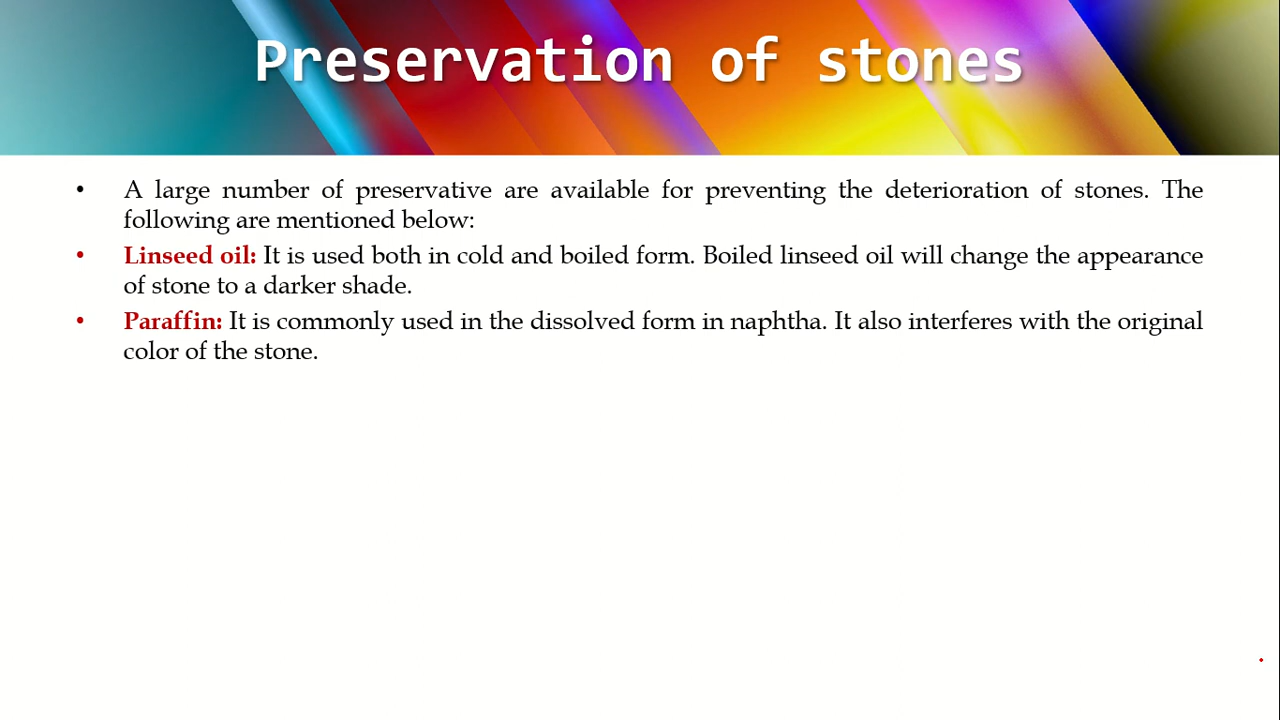 Preservation of stones
• A large number of preservative are available for preventing the deterioration of stones. The
following are mentioned below:
• Linseed oil: It is used both in cold and boiled form. Boiled linseed oil will change the appearance
of stone to a darker shade.
• Paraffin: It is commonly used in the dissolved form in naphtha. It also interferes with the original
color of the stone.